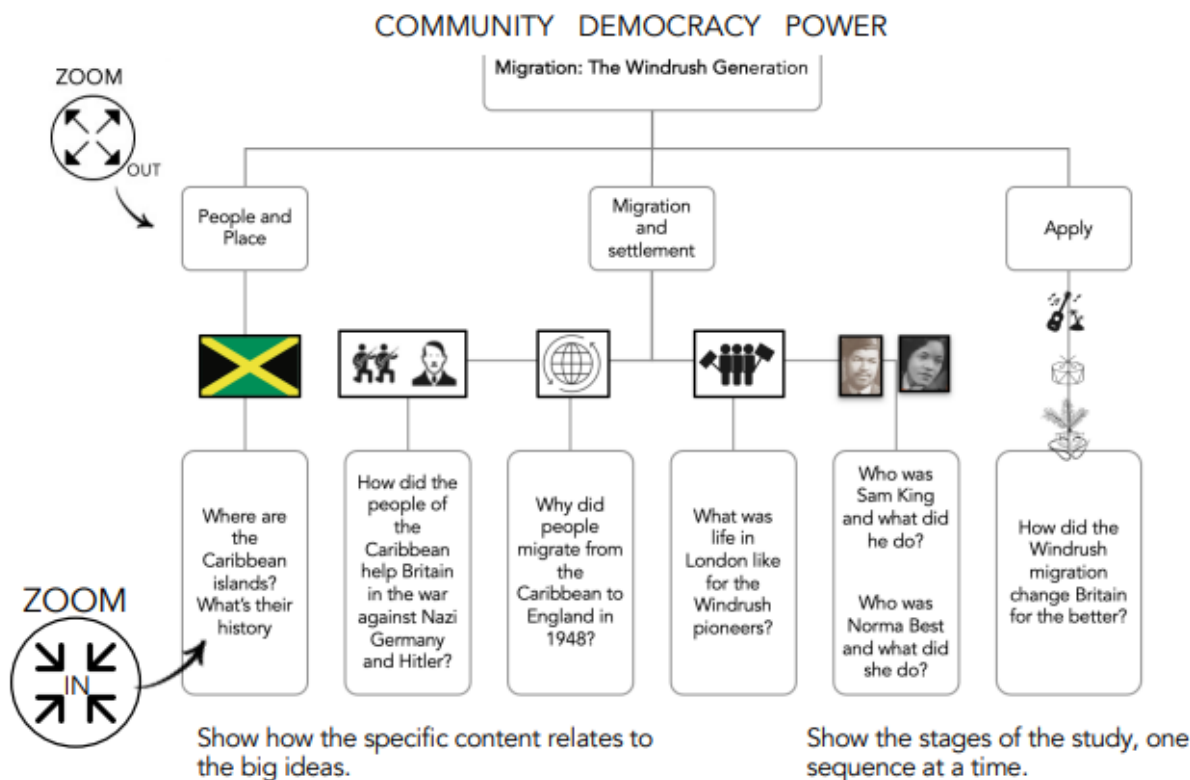 COMMUNITY DEMOCRACY POWER
Migration: The Windrush Generation
ZOOM
OUT
People and
Place
Migration
and
settlement
Apply
Where are
the
Caribbean
islands?
What's their
history
How did the
people of
the
Caribbean
help Britain
in the war
against Nazi
Germany
and Hitler?
Why did
people
migrate from
the
Caribbean to
England in
1948?
What was
life in
London like
for the
Windrush
pioneers?
Who was
Sam King
and what did
he do?
Who was
Norma Best
and what did
she do?
How did the
Windrush
migration
change Britain
for the better?
ZOOM
IN
Show how the specific content relates to
the big ideas.
Show the stages of the study, one
sequence at a time.